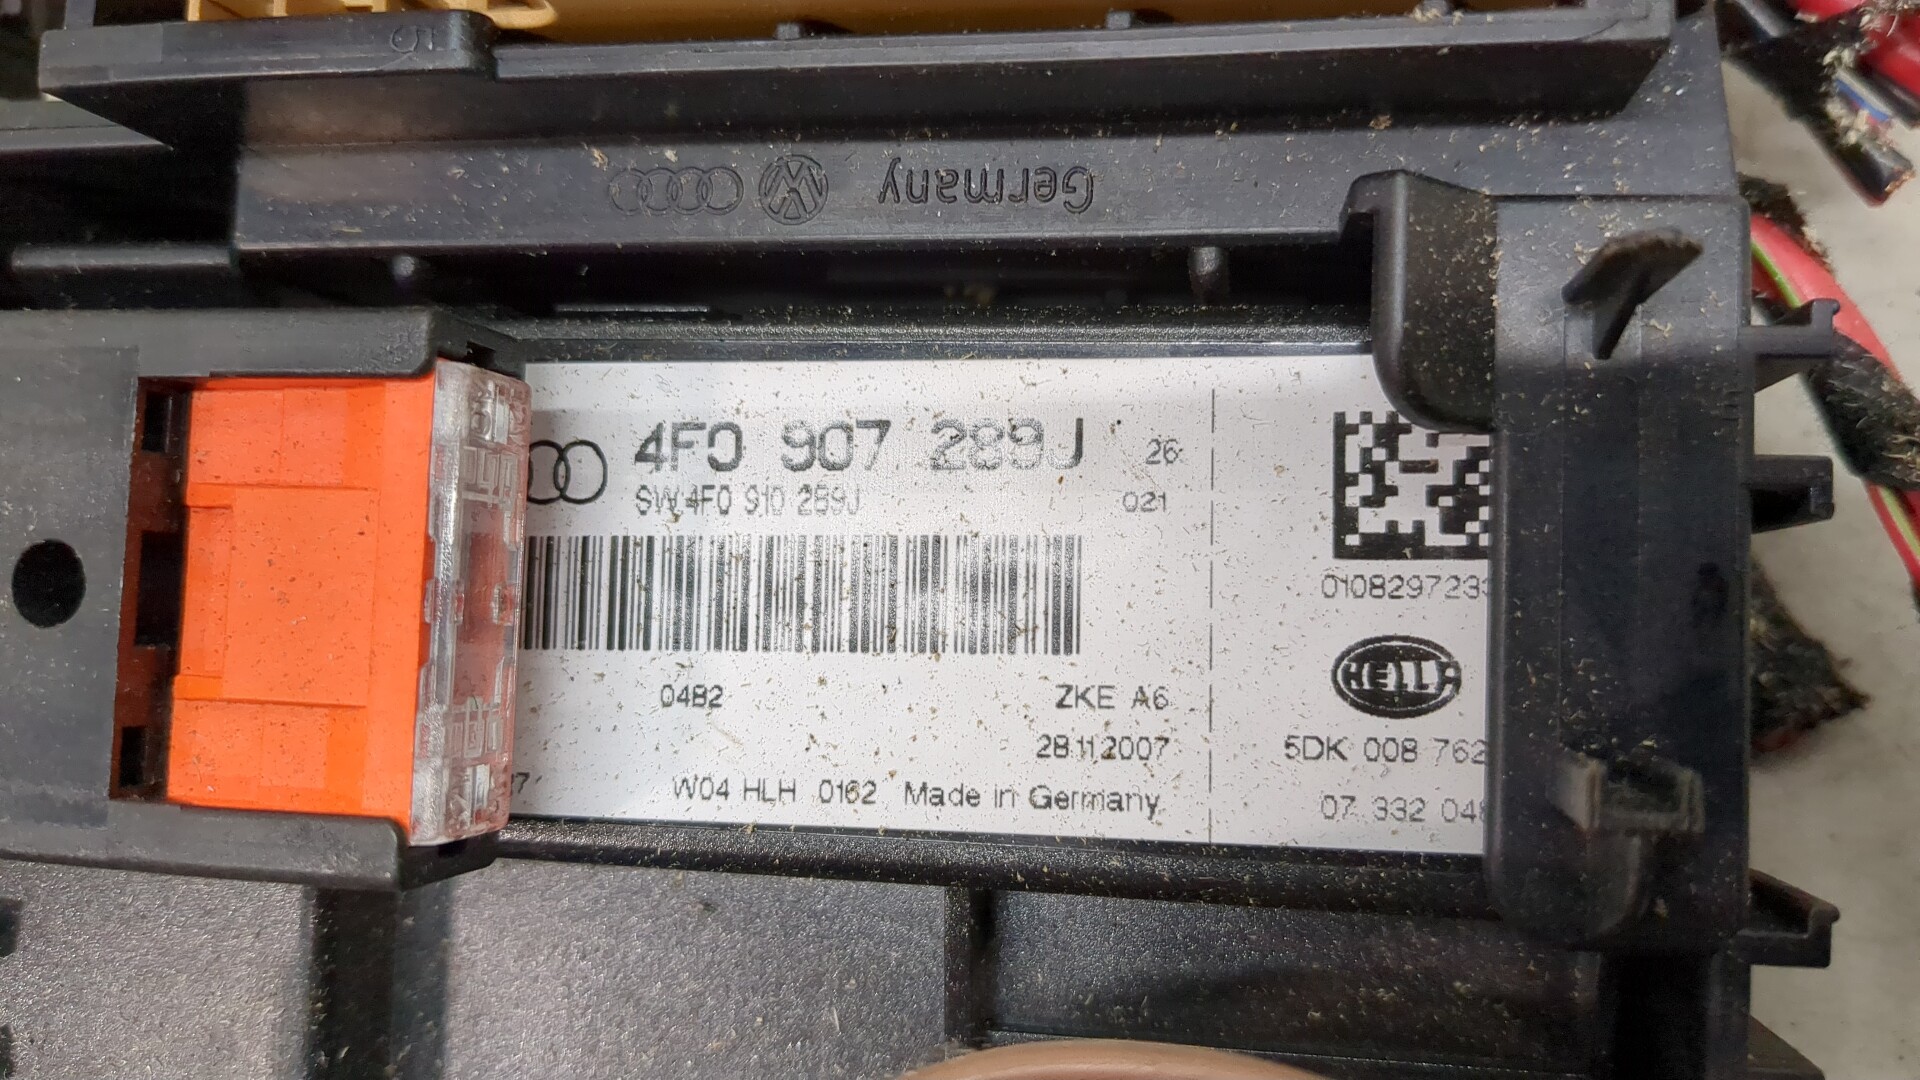 Germany
4F0 907 289J 26
SW:4F0 910 289J 021
0482 ZKE A6
28.11.2007
W04 HLH 0162 Made in Germany
0108297233
HELLA
5DK 008 762
07 332 048